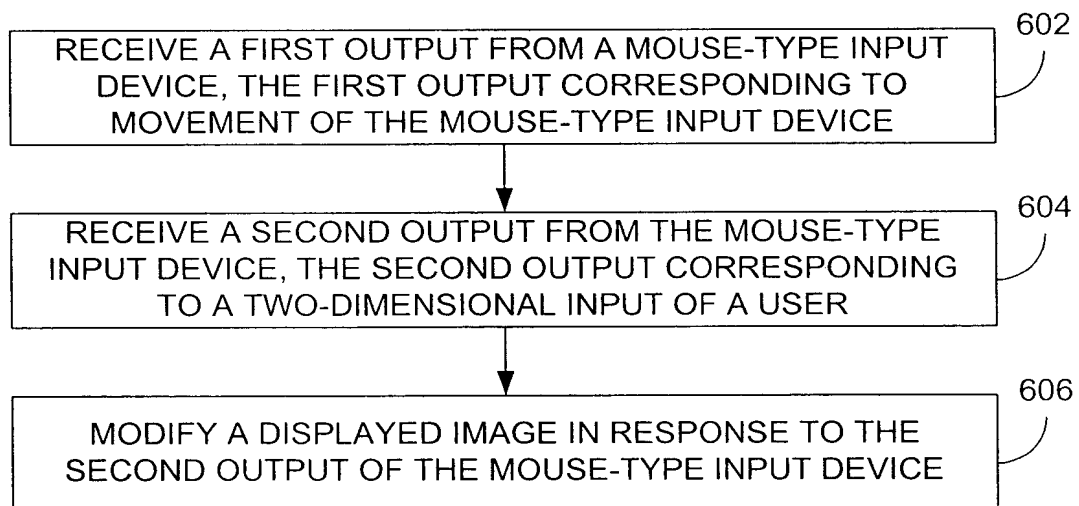 602
RECEIVE A FIRST OUTPUT FROM A MOUSE-TYPE INPUT
DEVICE, THE FIRST OUTPUT CORRESPONDING TO
MOVEMENT OF THE MOUSE-TYPE INPUT DEVICE
604
RECEIVE A SECOND OUTPUT FROM THE MOUSE-TYPE
INPUT DEVICE, THE SECOND OUTPUT CORRESPONDING
TO A TWO-DIMENSIONAL INPUT OF A USER
606
MODIFY A DISPLAYED IMAGE IN RESPONSE TO THE
SECOND OUTPUT OF THE MOUSE-TYPE INPUT DEVICE